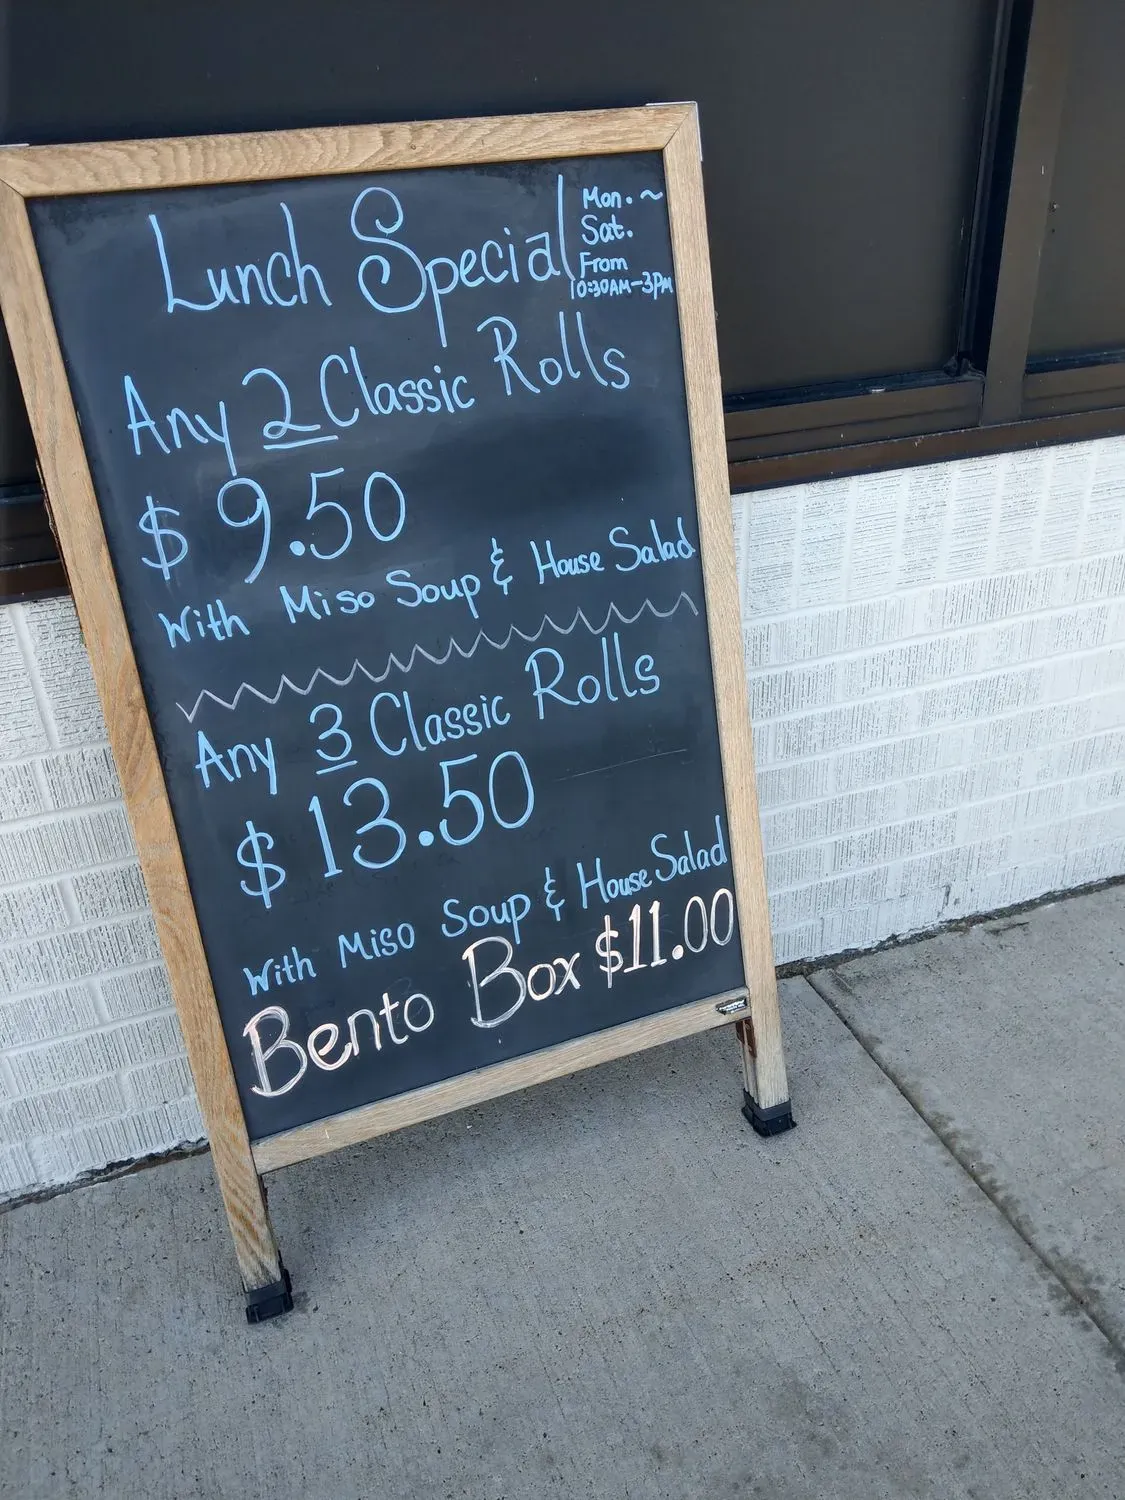 Lunch Special
Mon. ~
Sat.
From
10:30AM-3PM
Any 2 Classic Rolls
$ 9.50
With Miso Soup & House Salad
Any 3 Classic Rolls
$ 13.50
With Miso Soup & House Salad
Bento Box $11.00